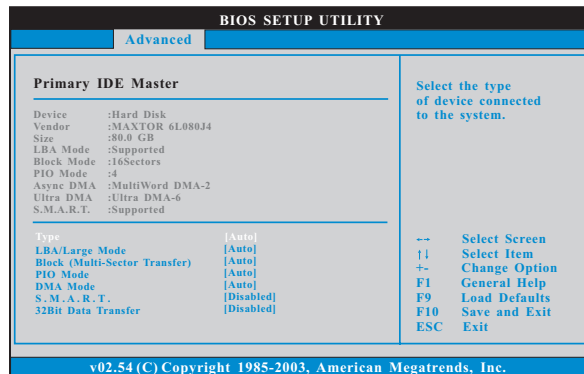 BIOS SETUP UTILITY
Advanced
Primary IDE Master
Device :Hard Disk
Vendor :MAXTOR 6L080J4
Size :80.0 GB
LBA Mode :Supported
Block Mode :16Sectors
PIO Mode :4
Async DMA :MultiWord DMA-2
Ultra DMA :Ultra DMA-6
S.M.A.R.T. :Supported
Type [Auto]
LBA/Large Mode [Auto]
Block (Multi-Sector Transfer) [Auto]
PIO Mode [Auto]
DMA Mode [Auto]
S.M.A.R.T. [Disabled]
32Bit Data Transfer [Disabled]
Select the type
of device connected
to the system.
←→ Select Screen
↑↓ Select Item
+- Change Option
F1 General Help
F9 Load Defaults
F10 Save and Exit
ESC Exit
v02.54 (C) Copyright 1985-2003, American Megatrends, Inc.